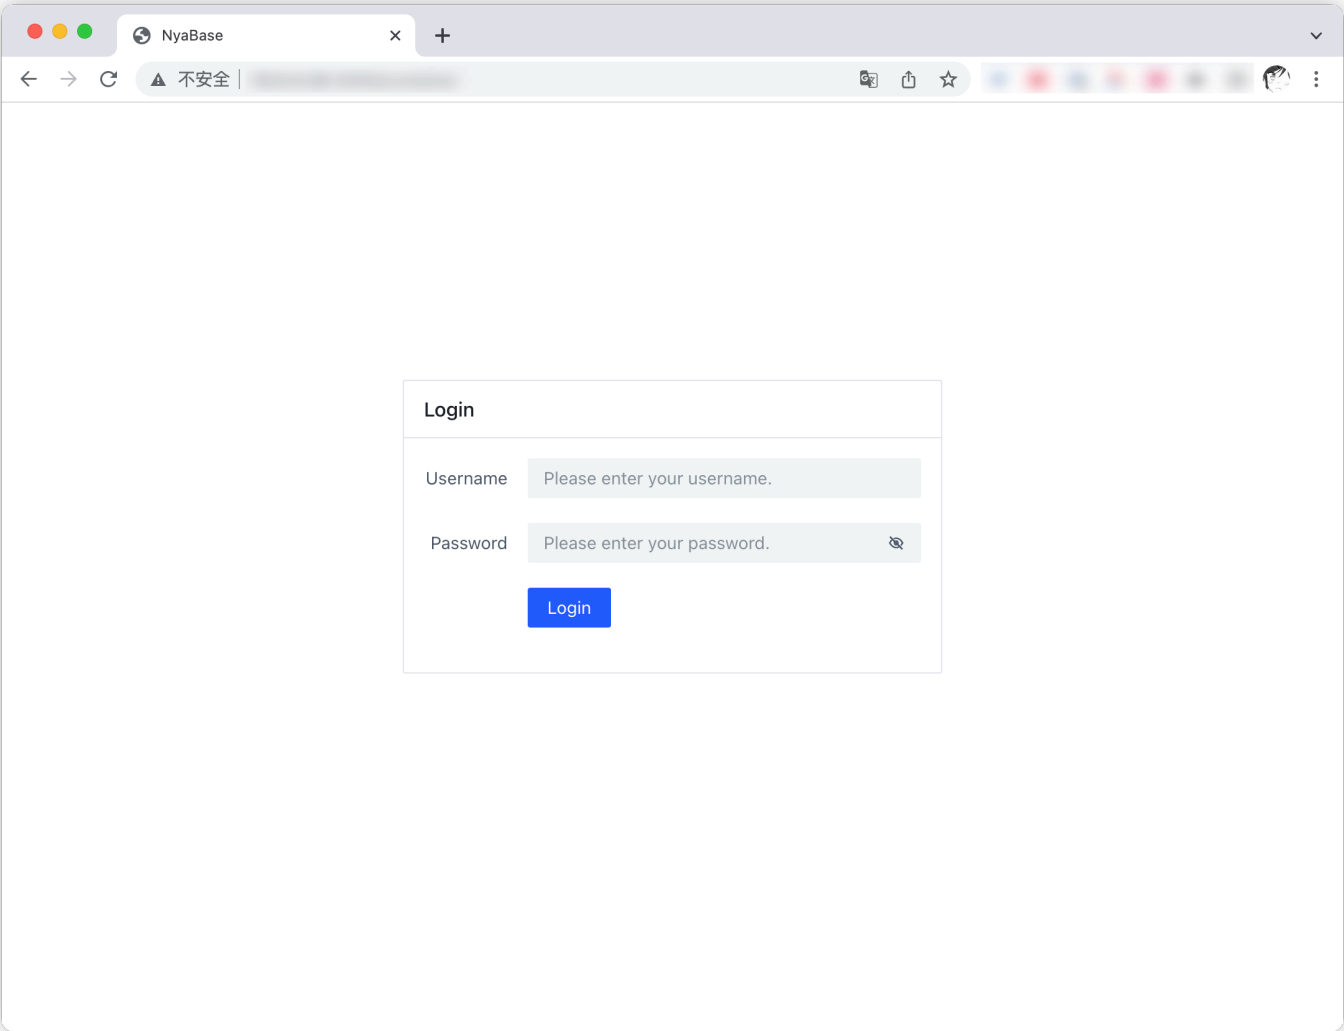 NyaBase
不安全
Login
Username Please enter your username.
Password Please enter your password.
Login